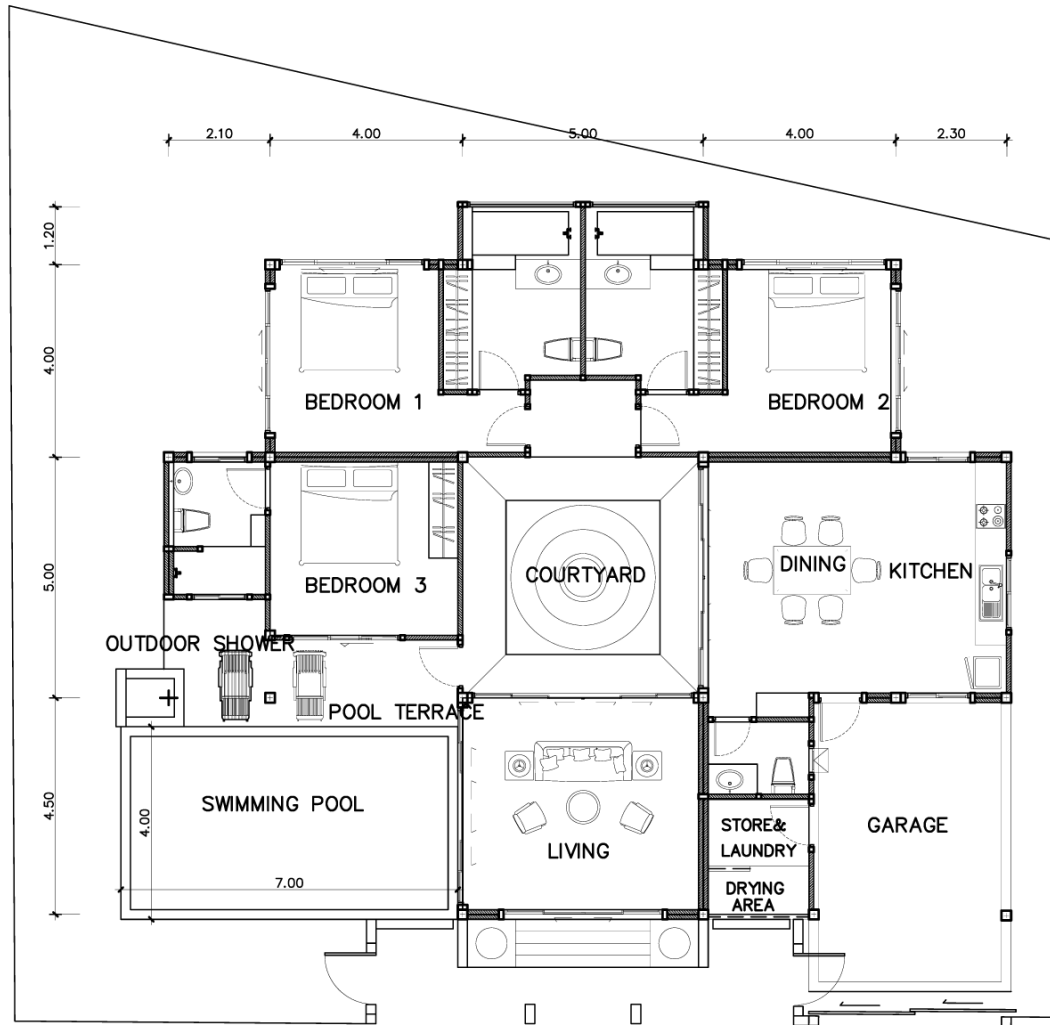 2.10
4.00
5.00
4.00
2.30
1.20
4.00
BEDROOM 1
BEDROOM 2
5.00
COURTYARD
DINING
KITCHEN
BEDROOM 3
OUTDOOR SHOWER
POOL TERRACE
4.50
4.00
SWIMMING POOL
7.00
LIVING
STORE&
LAUNDRY
DRYING
AREA
GARAGE